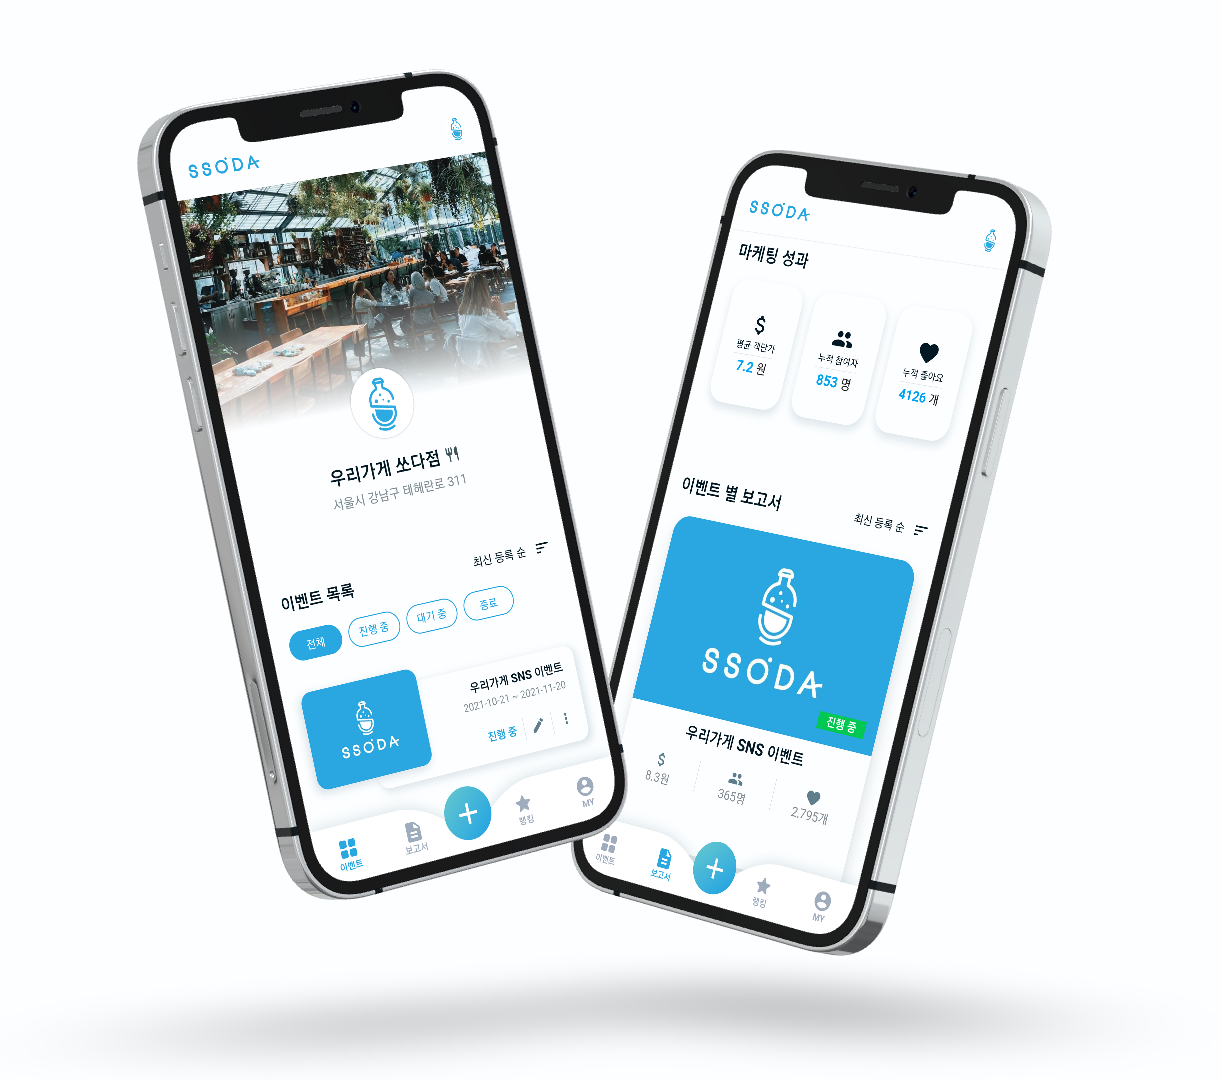 SSODA
우리가게 쏘다점
서울시 강남구 테헤란로 311
최신 등록 순
이벤트 목록
전체
진행 중
대기 중
종료
SSODA
우리가게 SNS 이벤트
2021-10-21 ~ 2021-11-20
진행 중
이벤트
보고서
랭킹
MY
SSODA
마케팅 성과
평균 객단가
7.2 원
누적 참여자
853 명
누적 좋아요
4126 개
이벤트 별 보고서
최신 등록 순
SSODA
진행 중
우리가게 SNS 이벤트
8.3원
365명
2,795개
이벤트
보고서
랭킹
MY